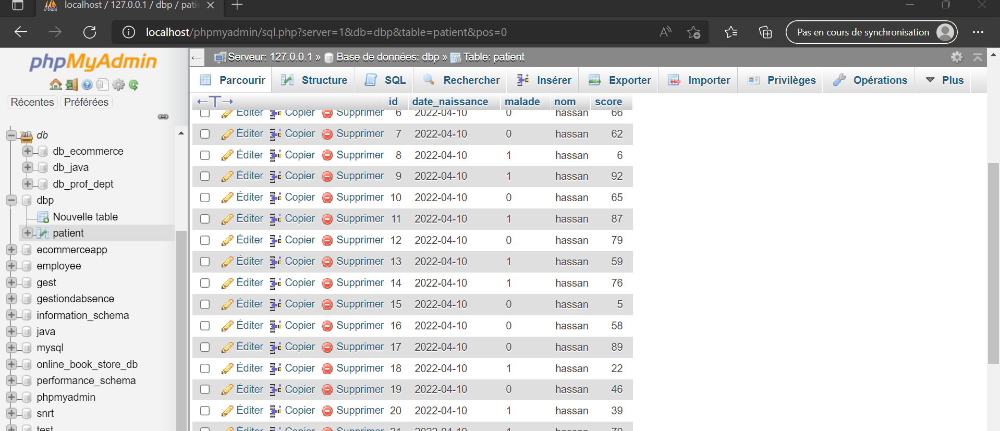 localhost / 127.0.0.1 / dbp / patie
localhost/phpmyadmin/sql.php?server=1&db=dbp&table=patient&pos=0
Pas en cours de synchronisation
phpMyAdmin
Récentes Préférées
db
db_ecommerce
db_java
db_prof_dept
dbp
Nouvelle table
patient
ecommerceapp
employee
gest
gestiondabsence
information_schema
java
mysql
online_book_store_db
performance_schema
phpmyadmin
snrt
test
Serveur: 127.0.0.1 » Base de données: dbp » Table: patient
Parcourir Structure SQL Rechercher Insérer Exporter Importer Privilèges Opérations Plus
id date_naissance malade nom score
Éditer Copier Supprimer 6 2022-04-10 0 hassan 66
Éditer Copier Supprimer 7 2022-04-10 0 hassan 62
Éditer Copier Supprimer 8 2022-04-10 1 hassan 6
Éditer Copier Supprimer 9 2022-04-10 1 hassan 92
Éditer Copier Supprimer 10 2022-04-10 0 hassan 65
Éditer Copier Supprimer 11 2022-04-10 1 hassan 87
Éditer Copier Supprimer 12 2022-04-10 0 hassan 79
Éditer Copier Supprimer 13 2022-04-10 1 hassan 59
Éditer Copier Supprimer 14 2022-04-10 1 hassan 76
Éditer Copier Supprimer 15 2022-04-10 0 hassan 5
Éditer Copier Supprimer 16 2022-04-10 0 hassan 58
Éditer Copier Supprimer 17 2022-04-10 0 hassan 89
Éditer Copier Supprimer 18 2022-04-10 1 hassan 22
Éditer Copier Supprimer 19 2022-04-10 0 hassan 46
Éditer Copier Supprimer 20 2022-04-10 1 hassan 39
Éditer Copier Supprimer 21 2022-04-10 1 hassan